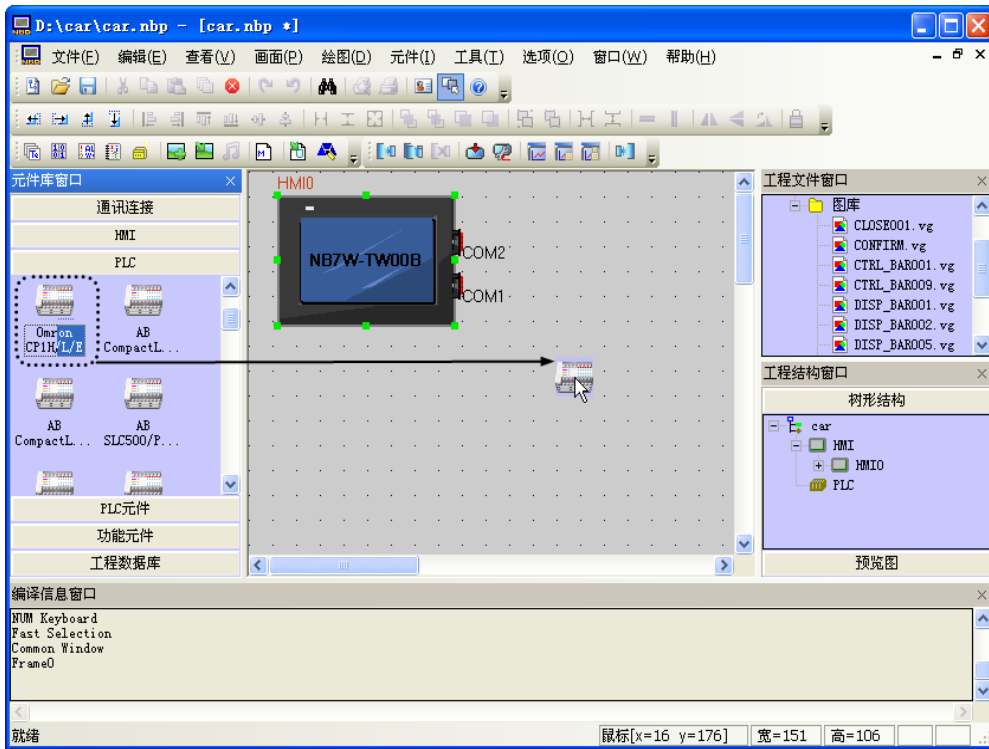 D:\car\car.nbp - [car.nbp *]
文件(F) 编辑(E) 查看(V) 画面(P) 绘图(D) 元件(I) 工具(T) 选项(O) 窗口(W) 帮助(H)
元件库窗口
通讯连接
HMI
PLC
Omron
CP1H/L/E
AB
CompactL...
AB
CompactL...
AB
SLC500/P...
PLC元件
功能元件
工程数据库
HMI0
NB7W-TW00B
COM2
COM1
工程文件窗口
图库
CLOSE001.vg
CONFIRM.vg
CTRL_BAR001.vg
CTRL_BAR009.vg
DISP_BAR001.vg
DISP_BAR002.vg
DISP_BAR005.vg
工程结构窗口
树形结构
car
HMI
HMI0
PLC
预览图
编译信息窗口
NUM Keyboard
Fast Selection
Common Window
Frame0
就绪
鼠标[x=16 y=176] 宽=151 高=106